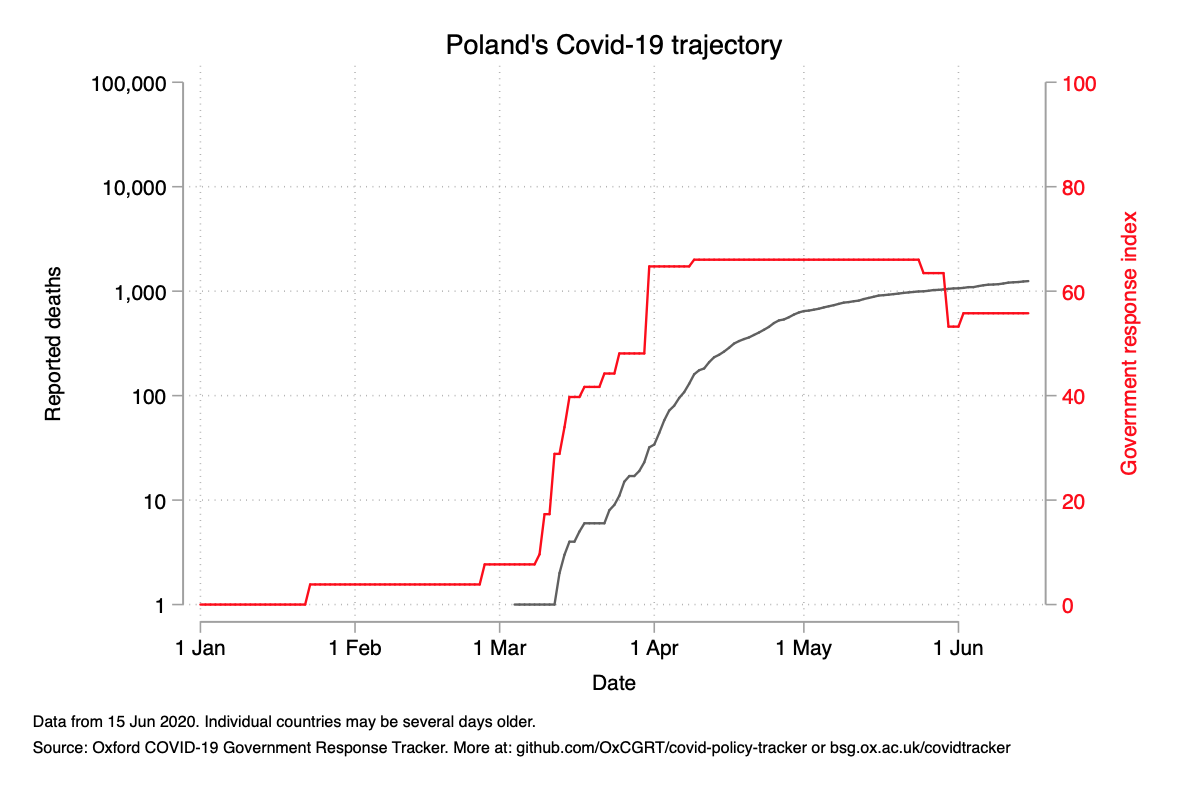 Poland's Covid-19 trajectory
100,000
10,000
1,000
100
10
1
Reported deaths
100
80
60
40
20
0
Government response index
1 Jan
1 Feb
1 Mar
1 Apr
1 May
1 Jun
Date
Data from 15 Jun 2020. Individual countries may be several days older.
Source: Oxford COVID-19 Government Response Tracker. More at: github.com/OxCGRT/covid-policy-tracker or bsg.ox.ac.uk/covidtracker